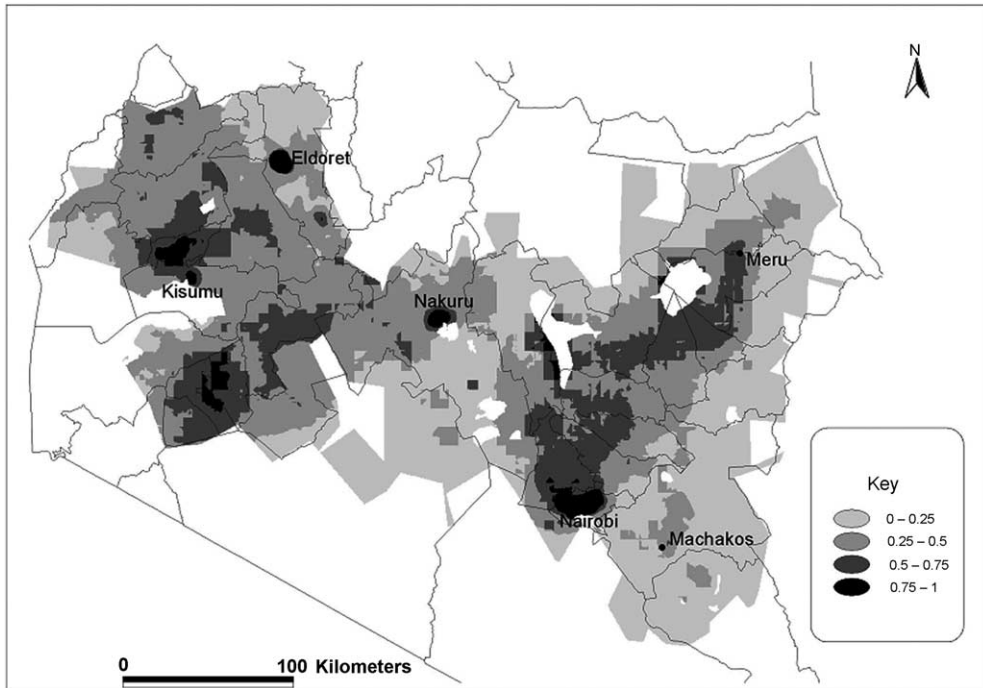 N
Eldoret
Meru
Kisumu
Nakuru
Nairobi
Machakos
Key
0 – 0.25
0.25 – 0.5
0.5 – 0.75
0.75 – 1
0 100 Kilometers